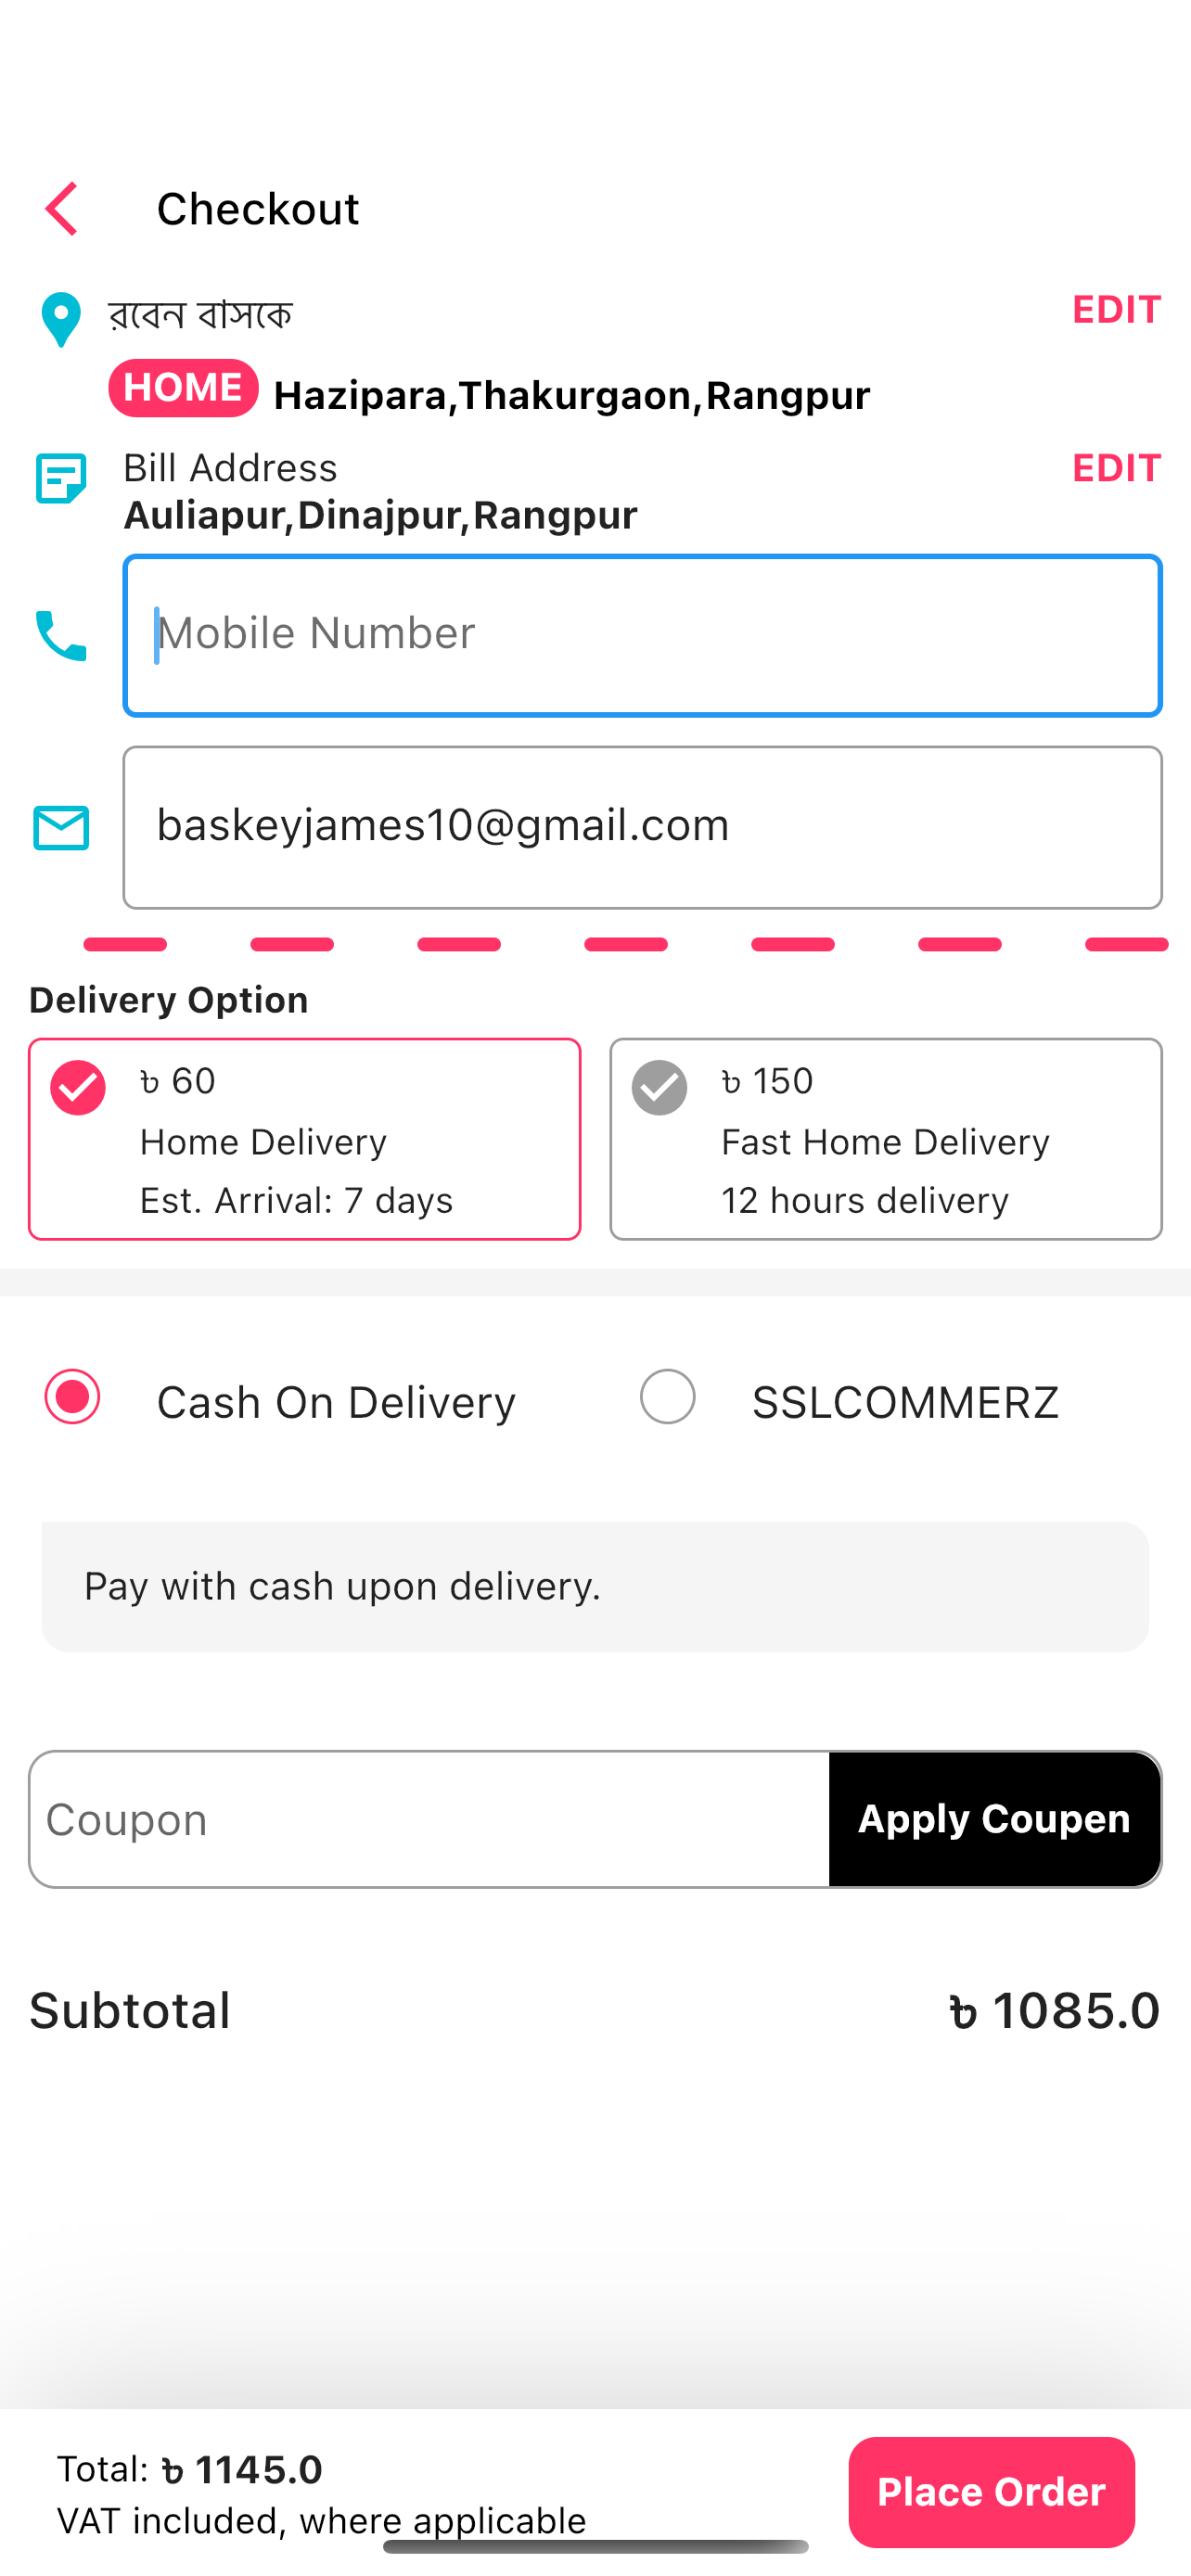 Checkout
রবেন বাসকে
EDIT
HOME Hazipara,Thakurgaon,Rangpur
Bill Address
EDIT
Auliapur,Dinajpur,Rangpur
Mobile Number
baskeyjames10@gmail.com
Delivery Option
৳ 60
Home Delivery
Est. Arrival: 7 days
৳ 150
Fast Home Delivery
12 hours delivery
Cash On Delivery
SSLCOMMERZ
Pay with cash upon delivery.
Coupon
Apply Coupen
Subtotal
৳ 1085.0
Total: ৳ 1145.0
VAT included, where applicable
Place Order